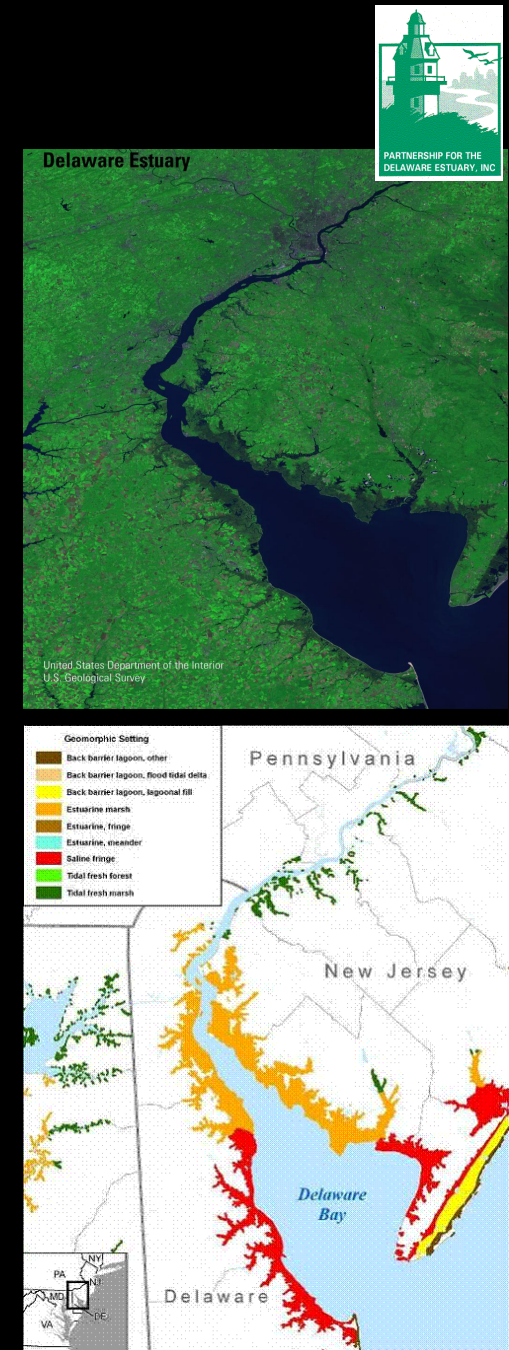 PARTNERSHIP FOR THE
DELAWARE ESTUARY, INC
Delaware Estuary
United States Department of the Interior
U.S. Geological Survey
Geomorphic Setting
Back barrier lagoon, other
Back barrier lagoon, flood tidal delta
Back barrier lagoon, lagoonal fill
Estuarine marsh
Estuarine, fringe
Estuarine, meander
Saline fringe
Tidal fresh forest
Tidal fresh marsh
Pennsylvania
New Jersey
Delaware
Bay
Delaware
NY
PA
NJ
MD
DE
VA